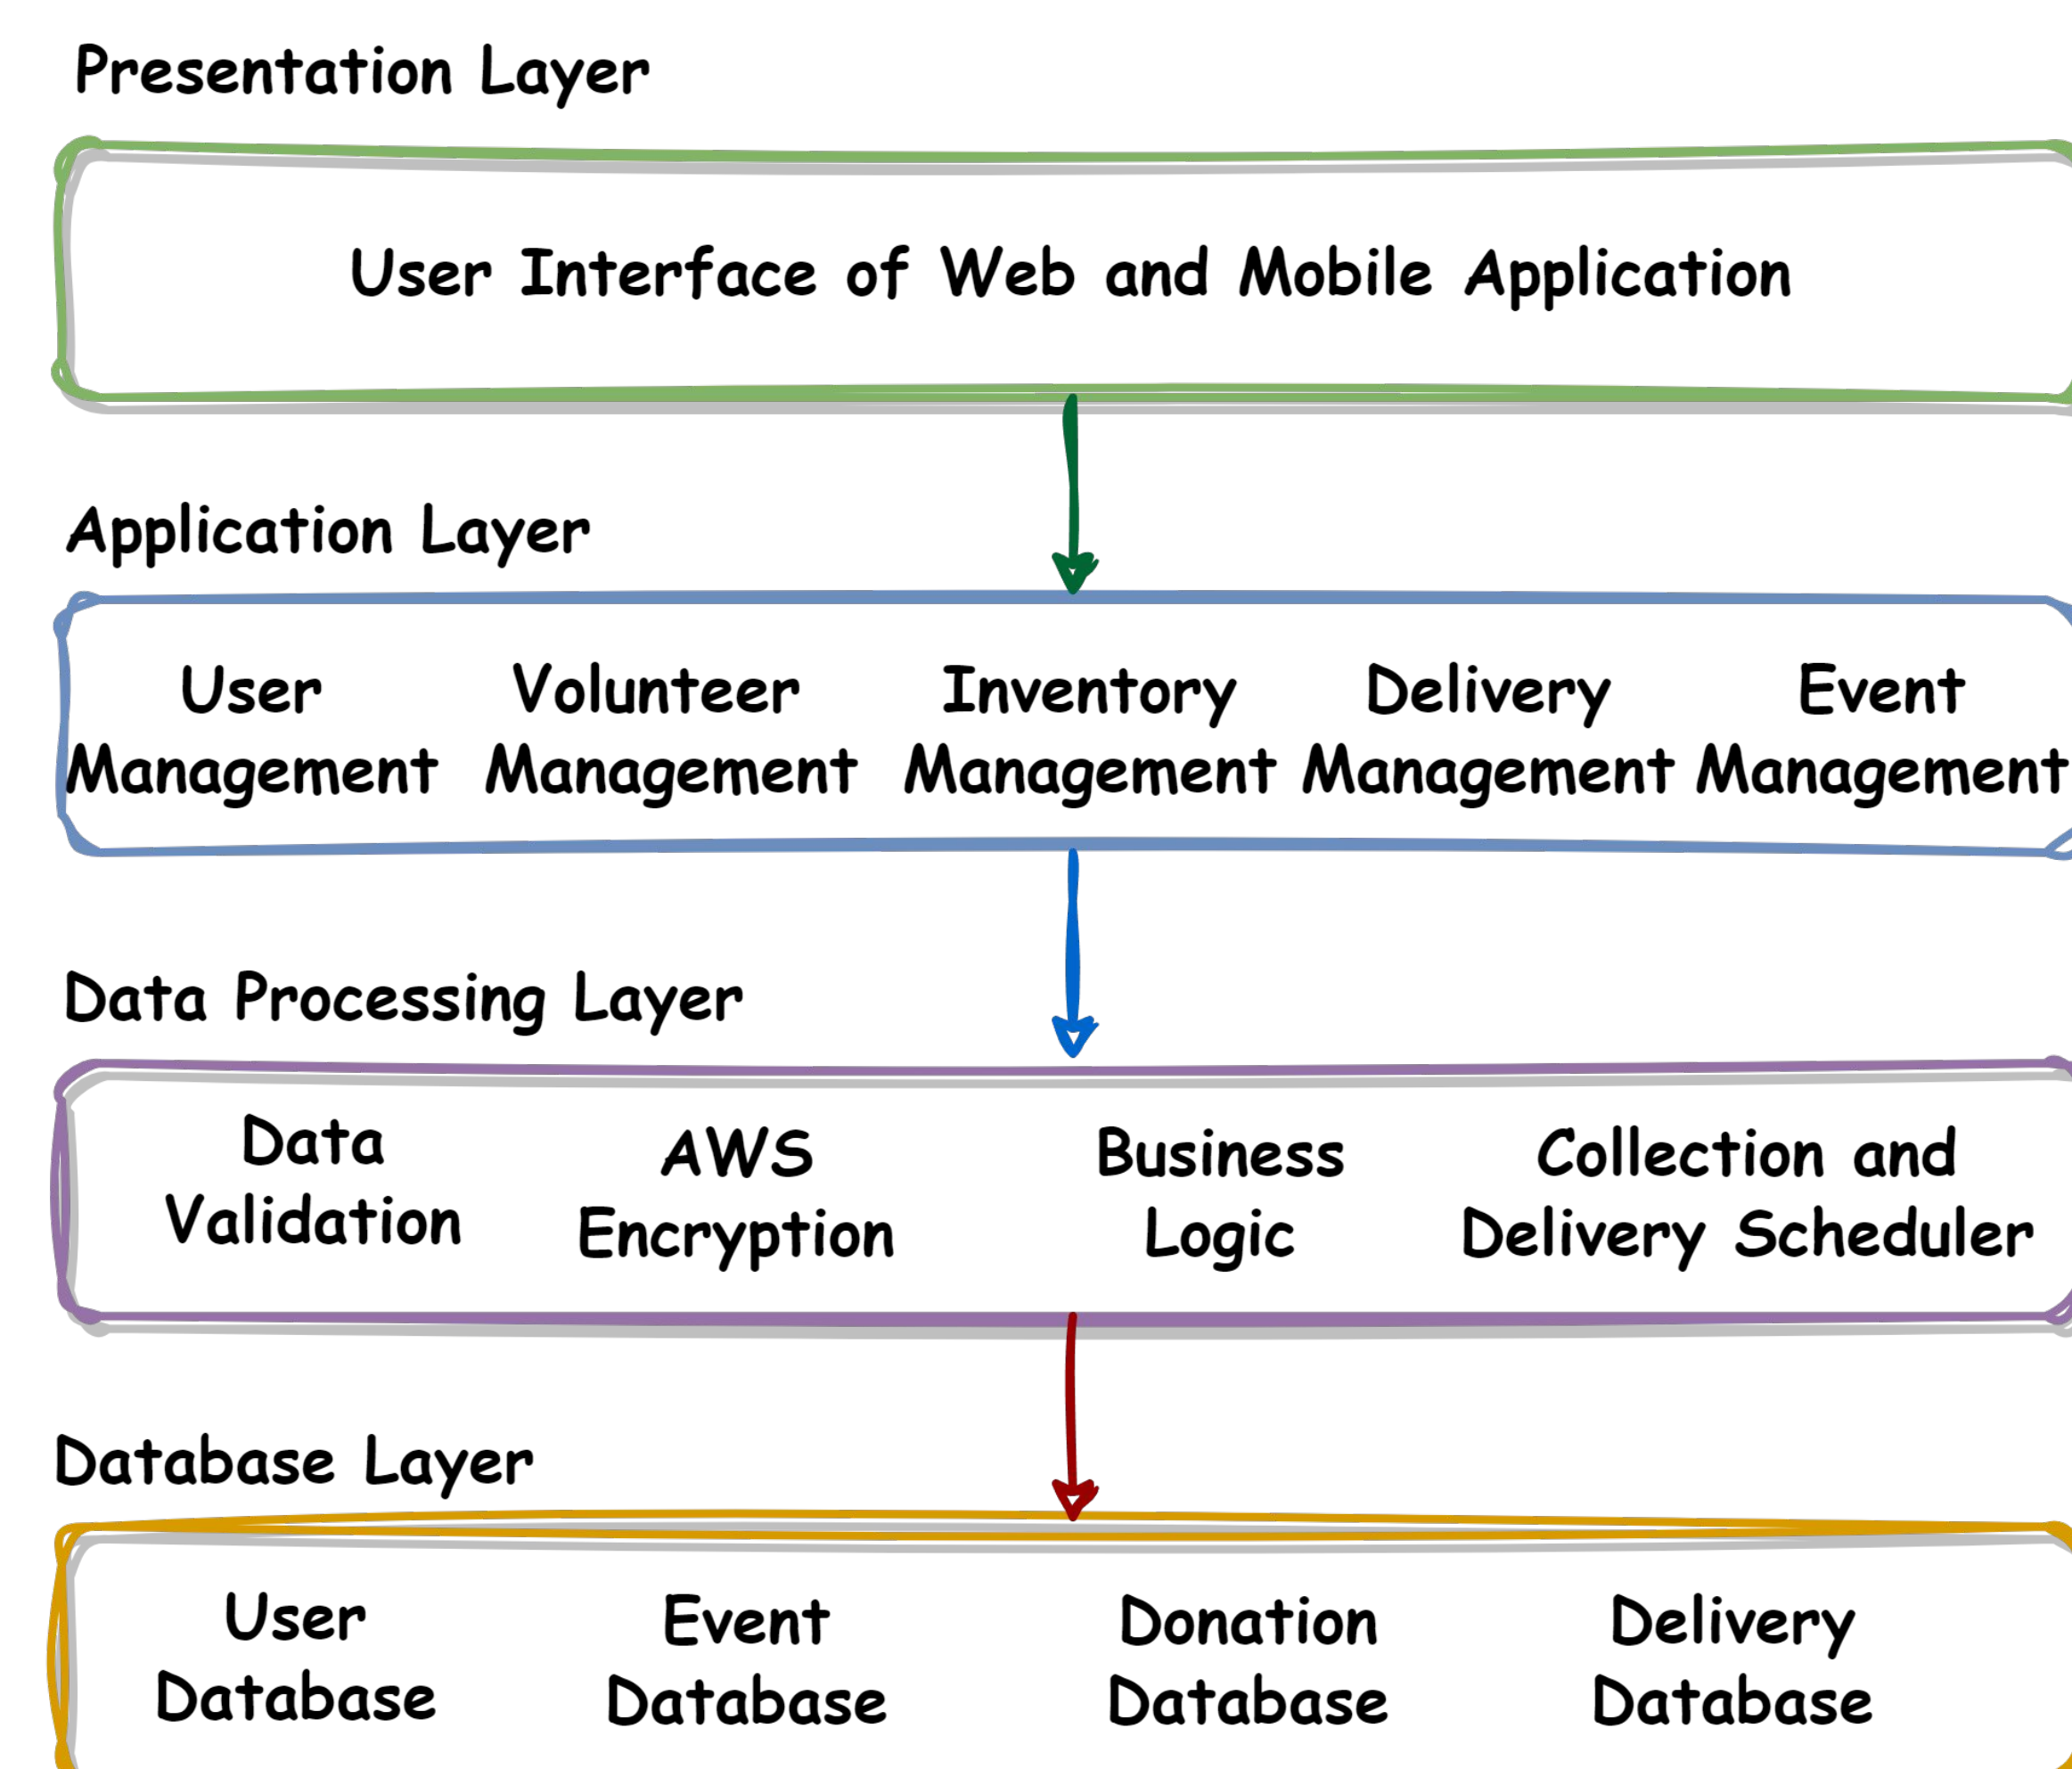 Presentation Layer
User Interface of Web and Mobile Application
Application Layer
User Management
Volunteer Management
Inventory Management
Delivery Management
Event Management
Data Processing Layer
Data Validation
AWS Encryption
Business Logic
Collection and Delivery Scheduler
Database Layer
User Database
Event Database
Donation Database
Delivery Database